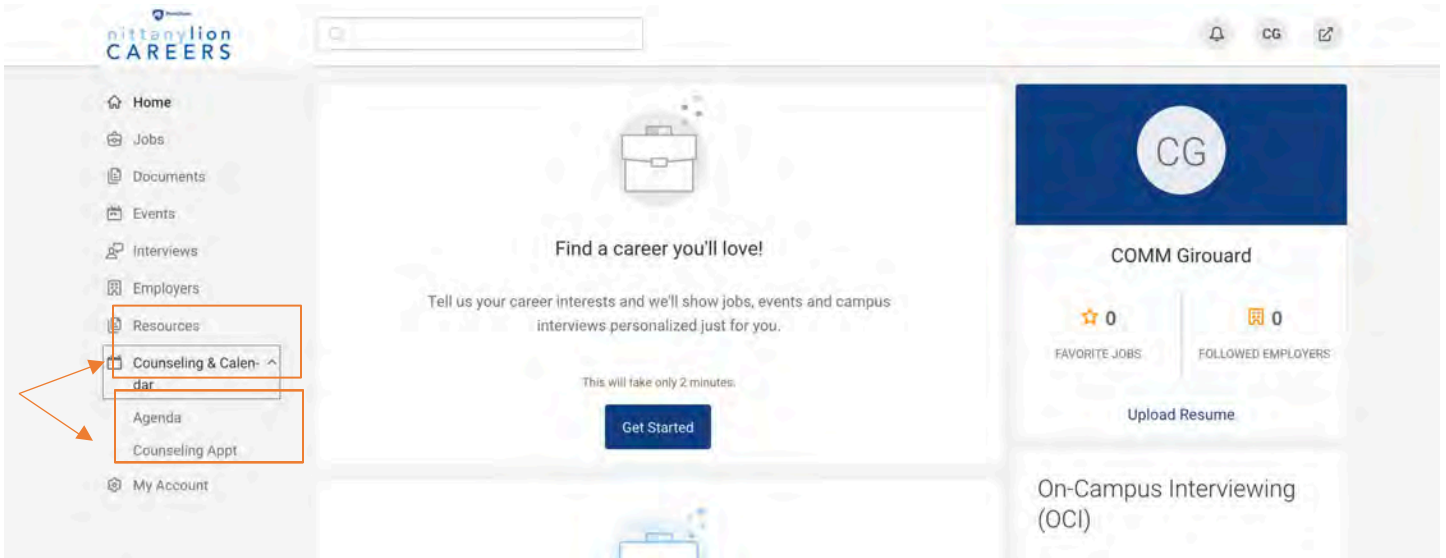 PennState
nittanylion
CAREERS
CG
Home
Jobs
Documents
Events
Interviews
Employers
Resources
Counseling & Calen-
dar
Agenda
Counseling Appt
My Account
Find a career you'll love!
Tell us your career interests and we'll show jobs, events and campus
interviews personalized just for you.
This will take only 2 minutes.
Get Started
CG
COMM Girouard
0
FAVORITE JOBS
0
FOLLOWED EMPLOYERS
Upload Resume
On-Campus Interviewing
(OCI)